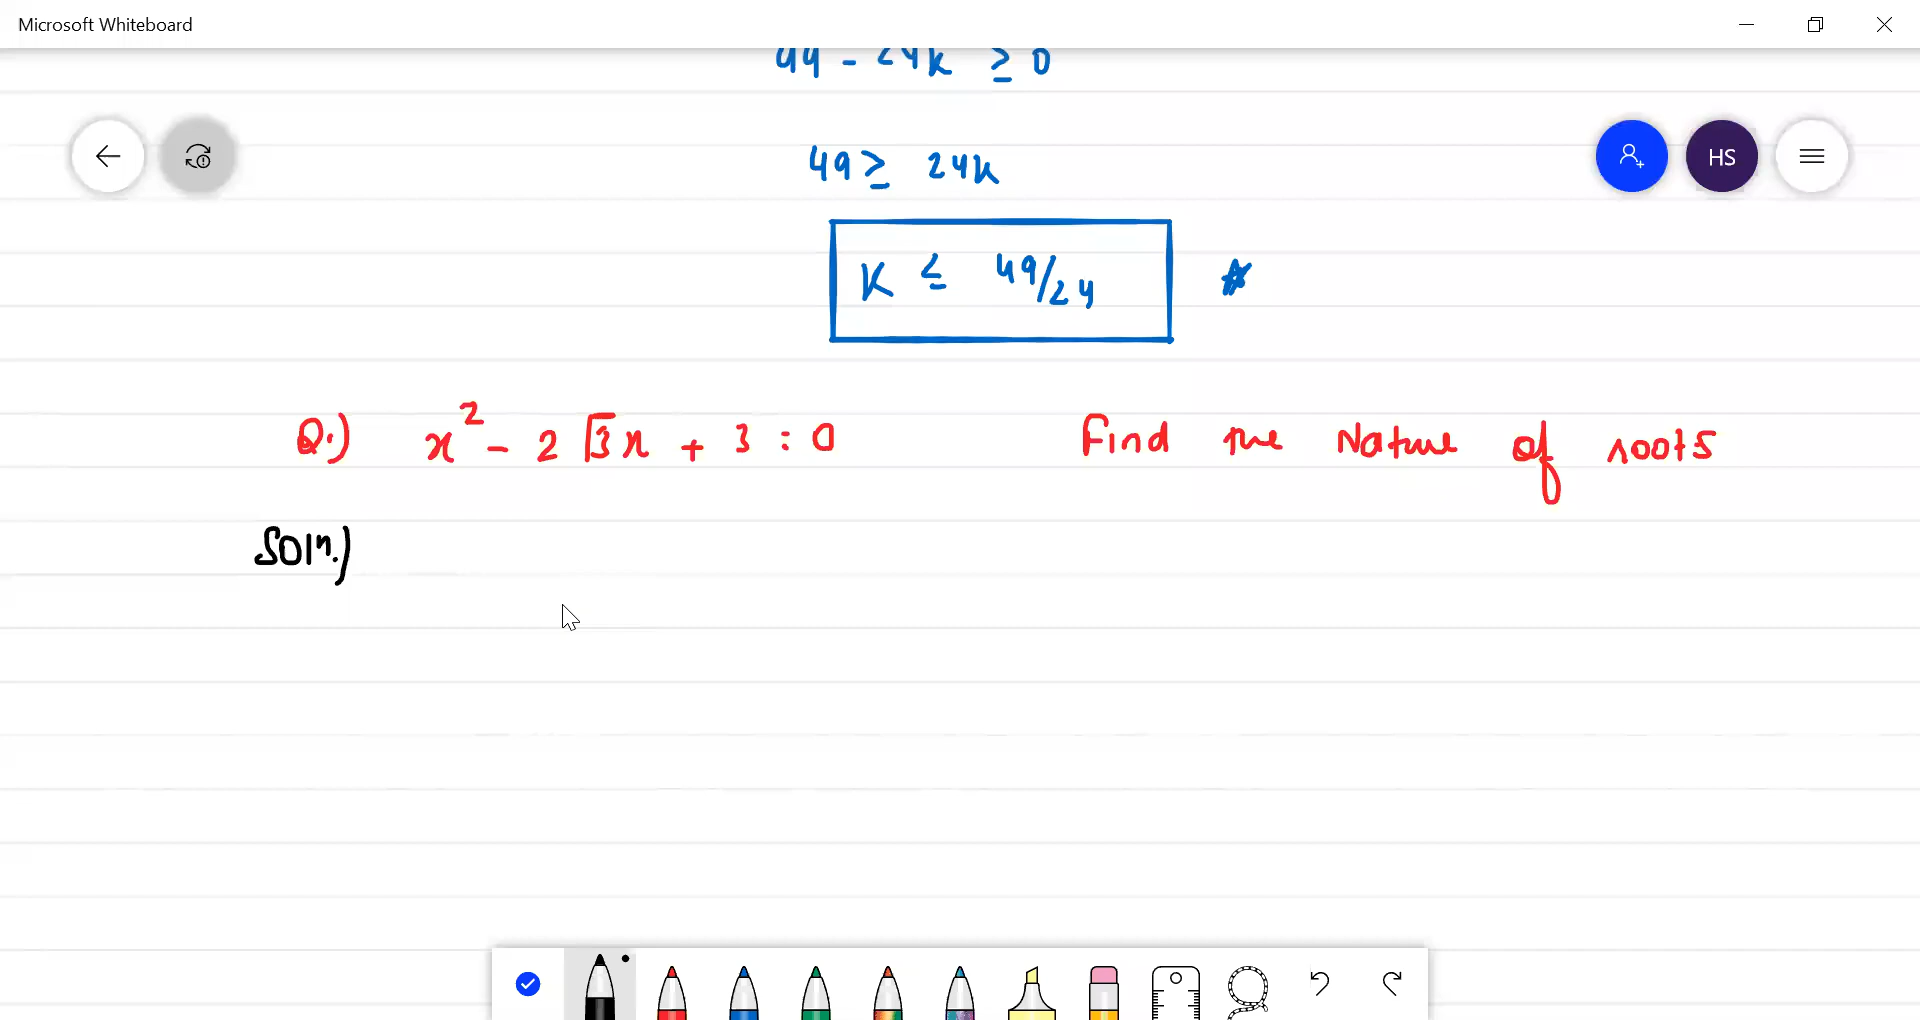 Microsoft Whiteboard
49 - 24k ≥ 0
HS
49 ≥ 24k
K ≤ 49/24 *
Q.) x² - 2√3x + 3 = 0 Find the Nature of roots
Solⁿ.)